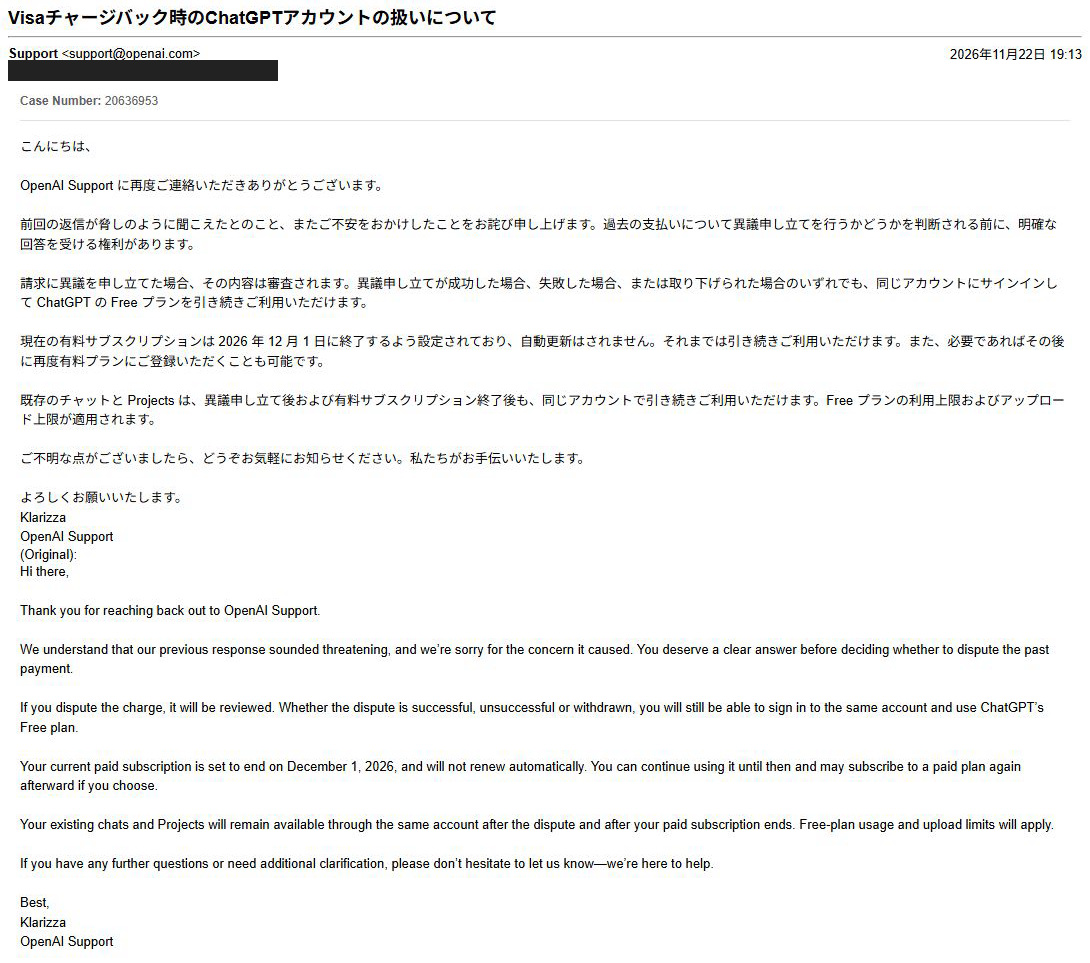 Visaチャージバック時のChatGPTアカウントの扱いについて
Support <support@openai.com>
2026年11月22日 19:13
Case Number: 20636953
こんにちは、
OpenAI Support に再度ご連絡いただきありがとうございます。
前回の返信が脅しのように聞こえたとのこと、またご不安をおかけしたことをお詫び申し上げます。過去の支払いについて異議申し立てを行うかどうかを判断される前に、明確な
回答を受ける権利があります。
請求に異議を申し立てた場合、その内容は審査されます。異議申し立てが成功した場合、失敗した場合、または取り下げられた場合のいずれでも、同じアカウントにサインインし
て ChatGPT の Free プランを引き続きご利用いただけます。
現在の有料サブスクリプションは 2026 年 12 月 1 日に終了するよう設定されており、自動更新はされません。それまでは引き続きご利用いただけます。また、必要であればその後
に再度有料プランにご登録いただくことも可能です。
既存のチャットと Projects は、異議申し立て後および有料サブスクリプション終了後も、同じアカウントで引き続きご利用いただけます。Free プランの利用上限およびアップロー
ド上限が適用されます。
ご不明な点がございましたら、どうぞお気軽にお知らせください。私たちがお手伝いいたします。
よろしくお願いいたします。
Klarizza
OpenAI Support
(Original):
Hi there,
Thank you for reaching back out to OpenAI Support.
We understand that our previous response sounded threatening, and we’re sorry for the concern it caused. You deserve a clear answer before deciding whether to dispute the past
payment.
If you dispute the charge, it will be reviewed. Whether the dispute is successful, unsuccessful or withdrawn, you will still be able to sign in to the same account and use ChatGPT’s
Free plan.
Your current paid subscription is set to end on December 1, 2026, and will not renew automatically. You can continue using it until then and may subscribe to a paid plan again
afterward if you choose.
Your existing chats and Projects will remain available through the same account after the dispute and after your paid subscription ends. Free-plan usage and upload limits will apply.
If you have any further questions or need additional clarification, please don’t hesitate to let us know—we’re here to help.
Best,
Klarizza
OpenAI Support